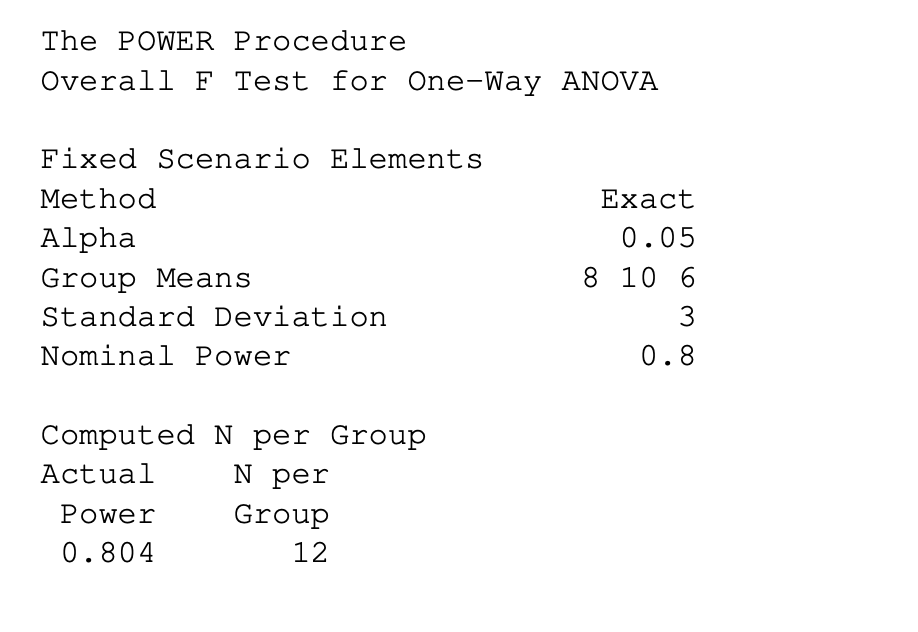 The POWER Procedure
Overall F Test for One-Way ANOVA
Fixed Scenario Elements
Method Exact
Alpha 0.05
Group Means 8 10 6
Standard Deviation 3
Nominal Power 0.8
Computed N per Group
Actual N per
Power Group
0.804 12